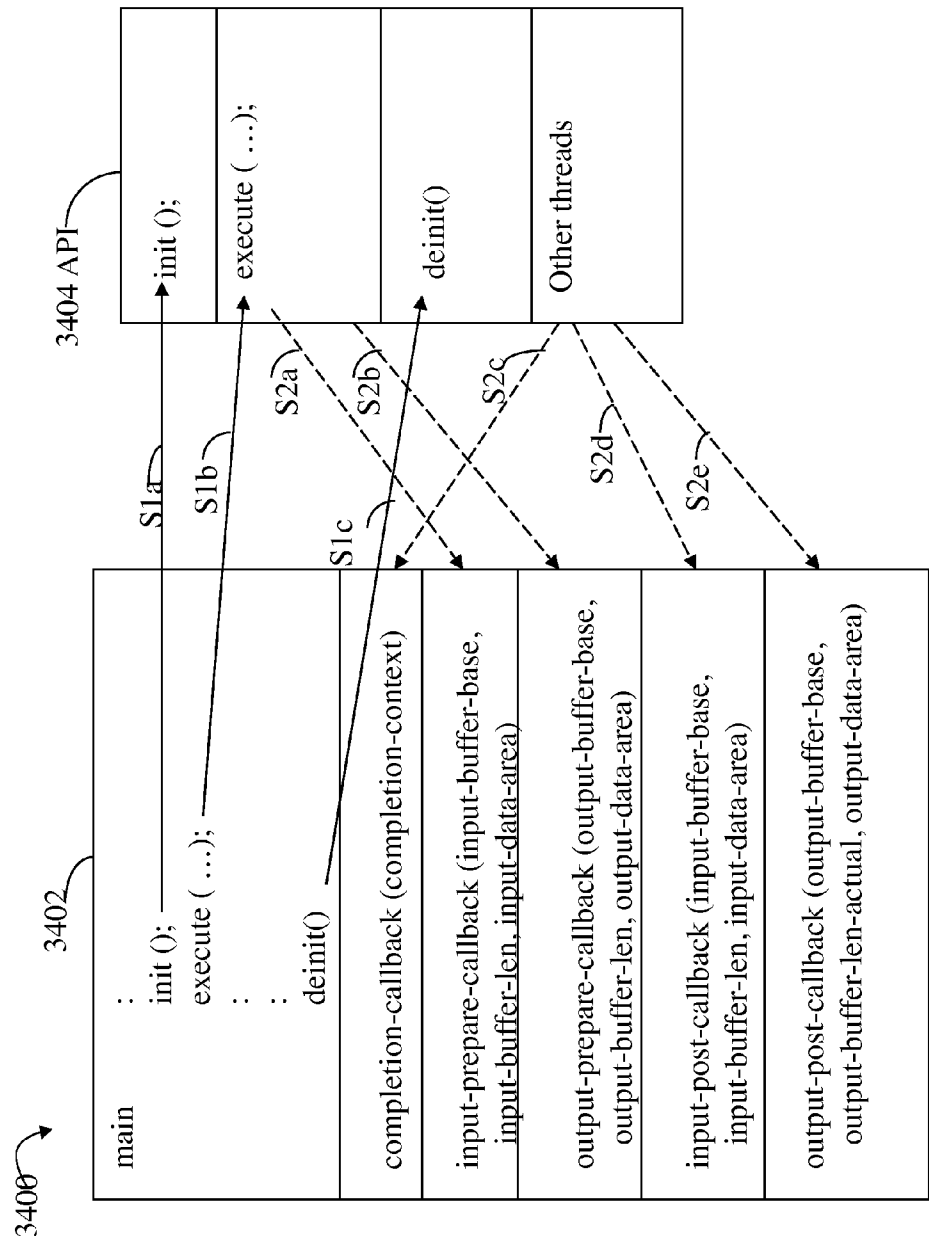 3400
3402
3404 API
main
:
init ();
execute ( ...);
:
:
deinit()
completion-callback (completion-context)
input-prepare-callback (input-buffer-base,
input-buffer-len, input-data-area)
output-prepare-callback (output-buffer-base,
output-buffer-len, output-data-area)
input-post-callback (input-buffer-base,
input-buffer-len, input-data-area)
output-post-callback (output-buffer-base,
output-buffer-len-actual, output-data-area)
S1a
S1b
S1c
S2a
S2b
S2c
S2d
S2e
init ();
execute ( ...);
deinit()
Other threads